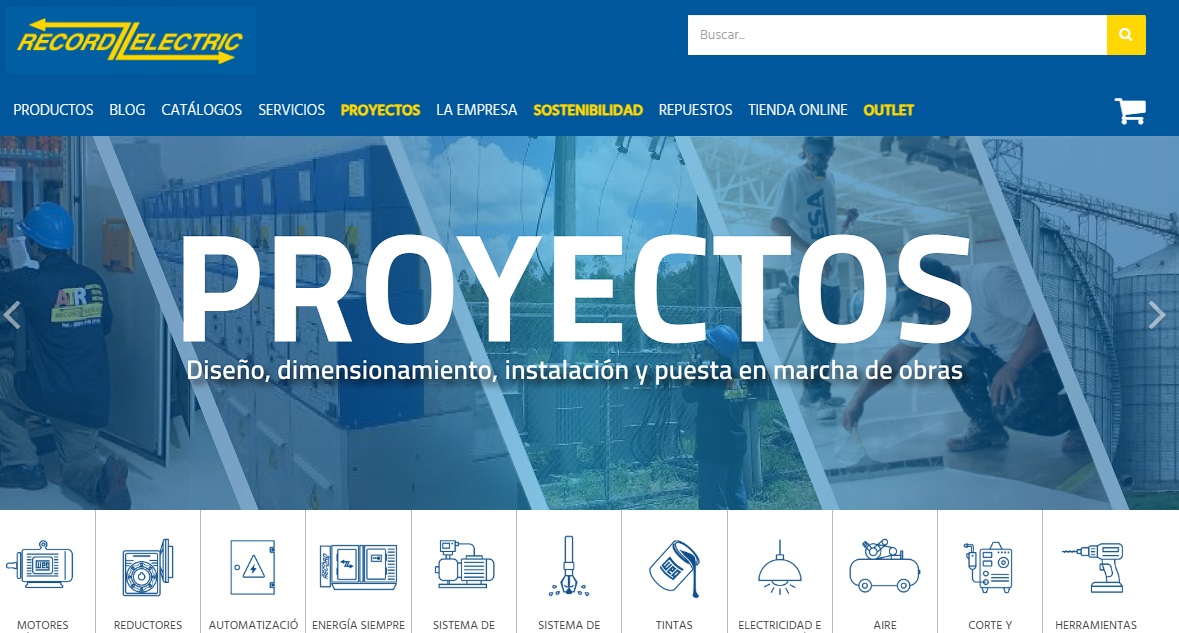 RECORD ELECTRIC
Buscar...
PRODUCTOS BLOG CATÁLOGOS SERVICIOS PROYECTOS LA EMPRESA SOSTENIBILIDAD REPUESTOS TIENDA ONLINE OUTLET
PROYECTOS
Diseño, dimensionamiento, instalación y puesta en marcha de obras
MOTORES REDUCTORES AUTOMATIZACIÓ ENERGÍA SIEMPRE SISTEMA DE SISTEMA DE TINTAS ELECTRICIDAD E AIRE CORTE Y HERRAMIENTAS